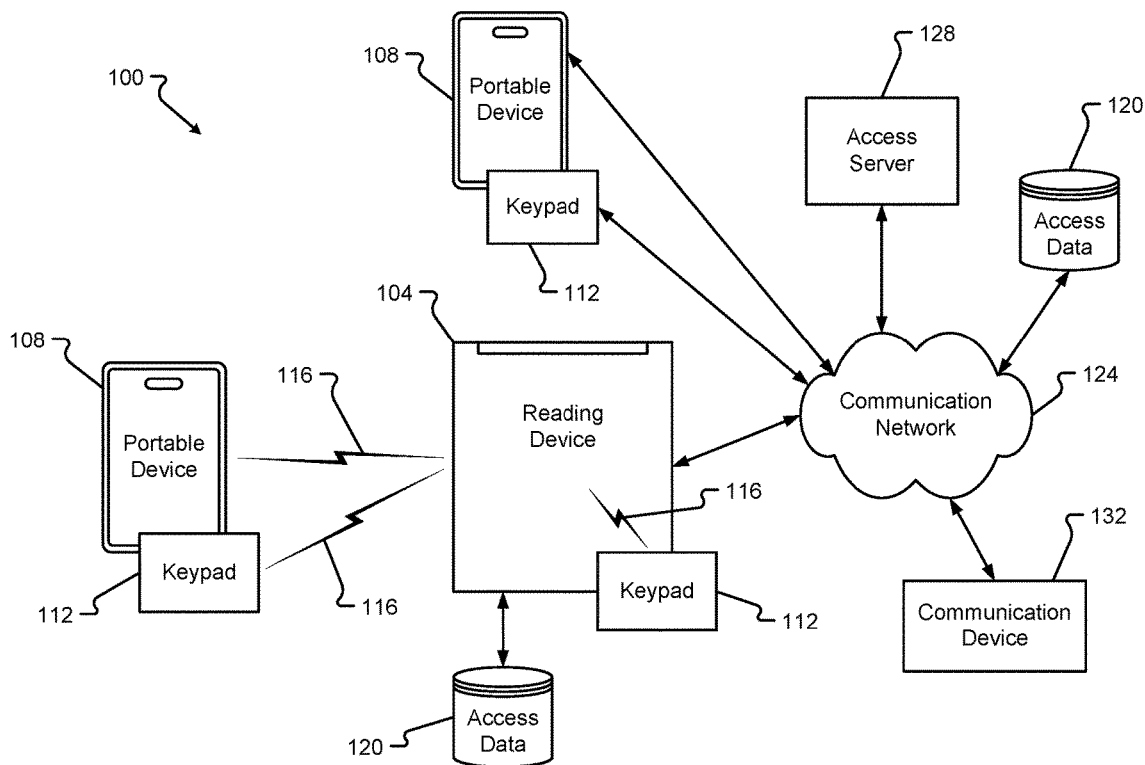 100
108
Portable
Device
Keypad
112
128
Access
Server
120
Access
Data
104
Reading
Device
116
Keypad
112
108
Portable
Device
Keypad
112
116
116
Communication
Network
124
132
Communication
Device
120
Access
Data